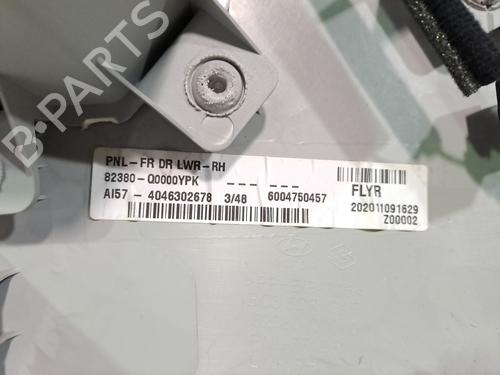 B-PARTS
PNL-FR DR LWR-RH
82380-Q0000YPK --- ---
AI57- 4046302678 3/48 6004750457
FLYR
202011091629
Z00002